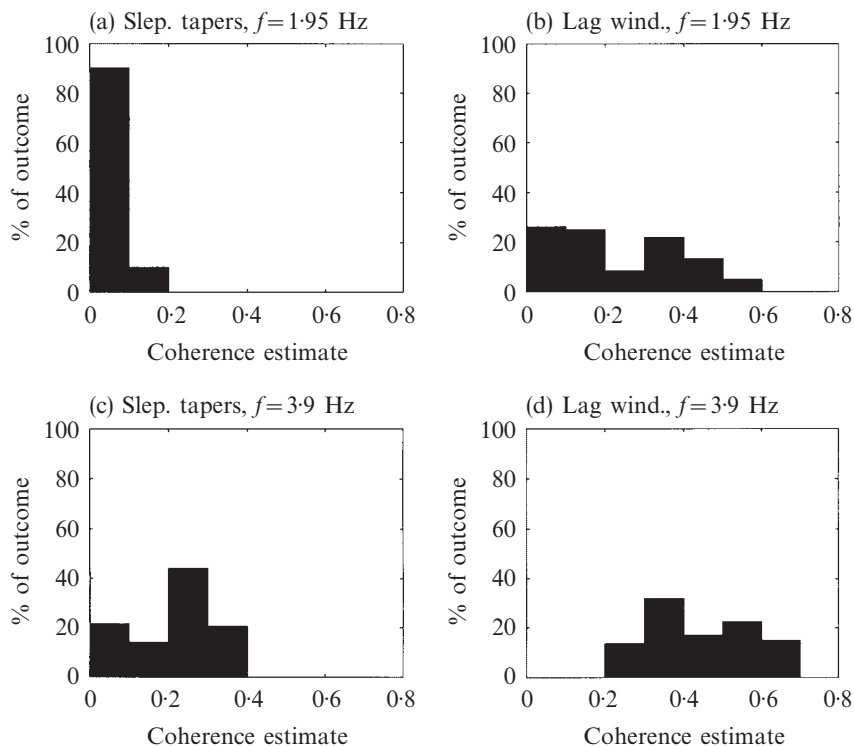 (a) Slep. tapers, f=1·95 Hz
100
80
60
40
20
0
% of outcome
0 0·2 0·4 0·6 0·8
Coherence estimate
(b) Lag wind., f=1·95 Hz
100
80
60
40
20
0
% of outcome
0 0·2 0·4 0·6 0·8
Coherence estimate
(c) Slep. tapers, f=3·9 Hz
100
80
60
40
20
0
% of outcome
0 0·2 0·4 0·6 0·8
Coherence estimate
(d) Lag wind., f=3·9 Hz
100
80
60
40
20
0
% of outcome
0 0·2 0·4 0·6 0·8
Coherence estimate